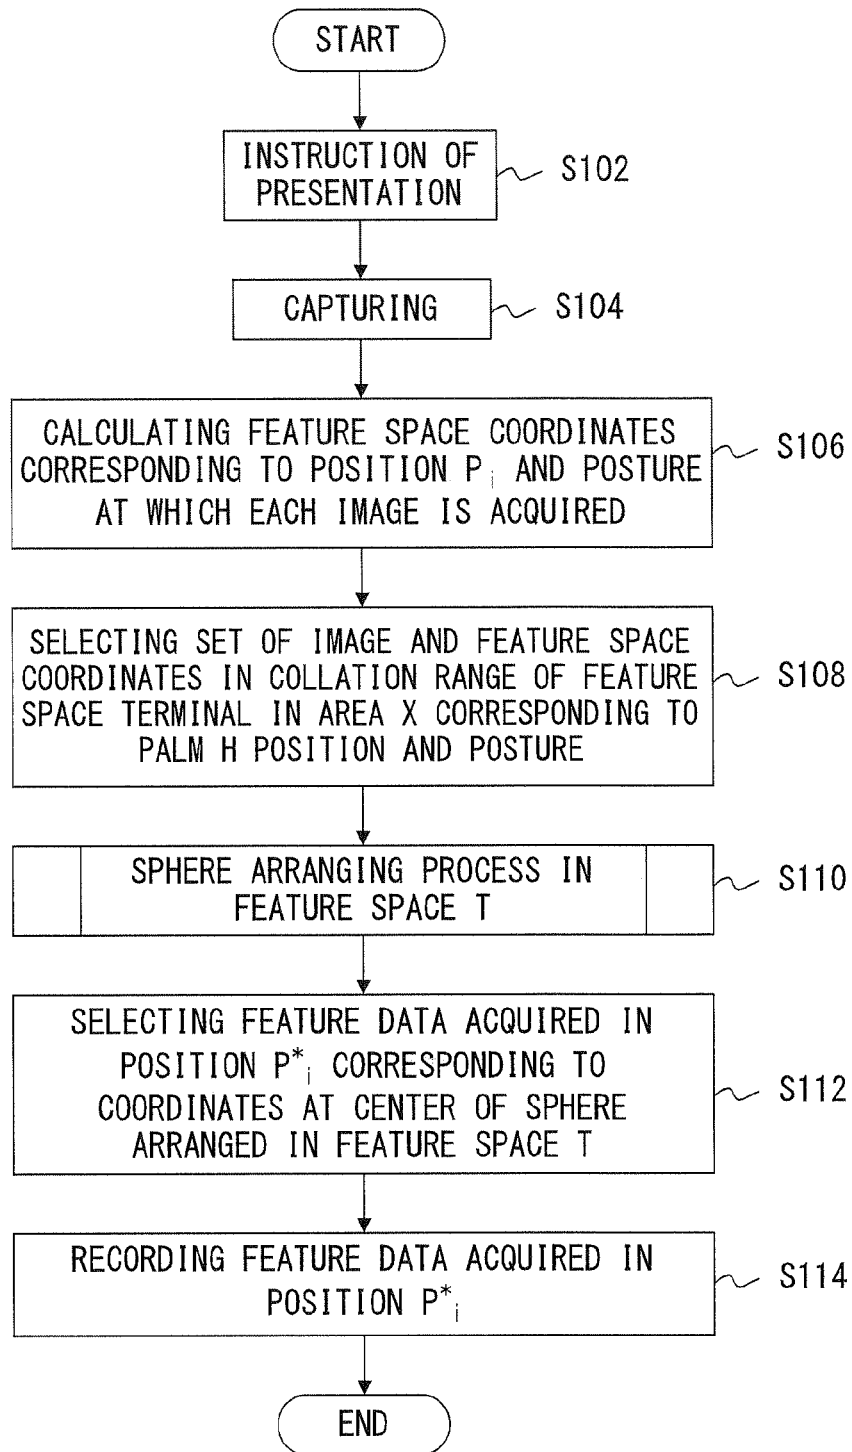 START
INSTRUCTION OF
PRESENTATION
S102
CAPTURING
S104
CALCULATING FEATURE SPACE COORDINATES
CORRESPONDING TO POSITION Pi AND POSTURE
AT WHICH EACH IMAGE IS ACQUIRED
S106
SELECTING SET OF IMAGE AND FEATURE SPACE
COORDINATES IN COLLATION RANGE OF FEATURE
SPACE TERMINAL IN AREA X CORRESPONDING TO
PALM H POSITION AND POSTURE
S108
SPHERE ARRANGING PROCESS IN
FEATURE SPACE T
S110
SELECTING FEATURE DATA ACQUIRED IN
POSITION P*i CORRESPONDING TO
COORDINATES AT CENTER OF SPHERE
ARRANGED IN FEATURE SPACE T
S112
RECORDING FEATURE DATA ACQUIRED IN
POSITION P*i
S114
END